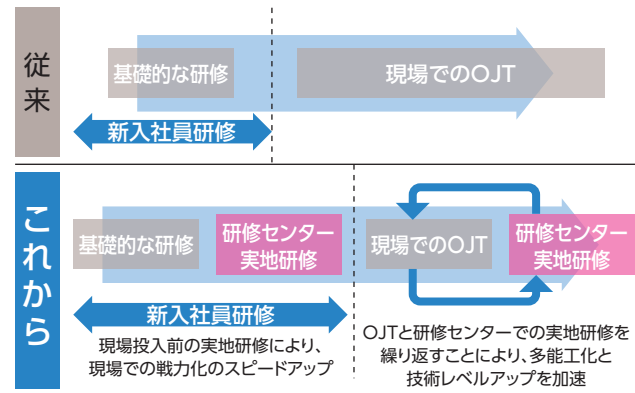 従来
基礎的な研修
現場でのOJT
新入社員研修
これから
基礎的な研修
研修センター
実地研修
現場でのOJT
研修センター
実地研修
新入社員研修
現場投入前の実地研修により、
現場での戦力化のスピードアップ
OJTと研修センターでの実地研修を
繰り返すことにより、多能工化と
技術レベルアップを加速